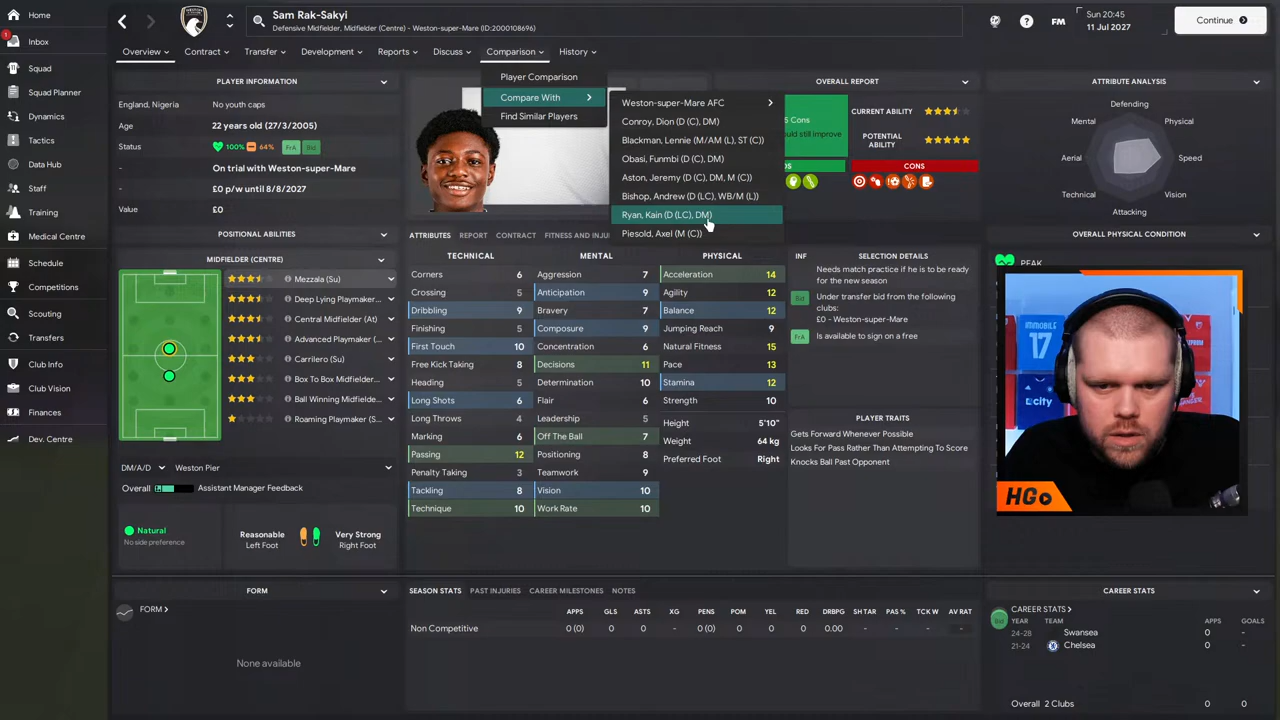 Home
1
Inbox
Squad
Squad Planner
Dynamics
Tactics
Data Hub
Staff
Training
Medical Centre
Schedule
Competitions
Scouting
Transfers
Club Info
Club Vision
Finances
Dev. Centre
Sam Rak-Sakyi
Defensive Midfielder, Midfielder (Centre) - Weston-super-Mare (ID:2000108696)
FM
Sun 20:45
11 Jul 2027
Continue
Overview
Contract
Transfer
Development
Reports
Discuss
Comparison
History
Player Comparison
Compare With
Find Similar Players
Weston-super-Mare AFC
Conroy, Dion (D (C), DM)
Blackman, Lennie (M/AM (L), ST (C))
Obasi, Funmbi (D (C), DM)
Aston, Jeremy (D (C), DM, M (C))
Bishop, Andrew (D (LC), WB/M (L))
Ryan, Kain (D (LC), DM)
Piesold, Axel (M (C))
PLAYER INFORMATION
England, Nigeria
No youth caps
Age
22 years old (27/3/2005)
Status
100%
64%
FrA
Bid
On trial with Weston-super-Mare
£0 p/w until 8/8/2027
Value
£0
POSITIONAL ABILITIES
MIDFIELDER (CENTRE)
Mezzala (Su)
Deep Lying Playmaker...
Central Midfielder (At)
Advanced Playmaker (...
Carrilero (Su)
Box To Box Midfielder...
Ball Winning Midfielde...
Roaming Playmaker (S...
DM/A/D
Weston Pier
Overall
Assistant Manager Feedback
Natural
No side preference
Reasonable
Left Foot
Very Strong
Right Foot
ATTRIBUTES
REPORT
CONTRACT
FITNESS AND INJU
TECHNICAL
Corners 6
Crossing 5
Dribbling 9
Finishing 5
First Touch 10
Free Kick Taking 8
Heading 5
Long Shots 6
Long Throws 4
Marking 6
Passing 12
Penalty Taking 3
Tackling 8
Technique 10
MENTAL
Aggression 7
Anticipation 9
Bravery 7
Composure 9
Concentration 6
Decisions 11
Determination 10
Flair 6
Leadership 5
Off The Ball 7
Positioning 8
Teamwork 9
Vision 10
Work Rate 10
PHYSICAL
Acceleration 14
Agility 12
Balance 12
Jumping Reach 9
Natural Fitness 15
Pace 13
Stamina 12
Strength 10
Height 5'10"
Weight 64 kg
Preferred Foot Right
OVERALL REPORT
5 Cons
ould still improve
CURRENT ABILITY
POTENTIAL
ABILITY
OS
CONS
INF
SELECTION DETAILS
Needs match practice if he is to be ready
for the new season
Bid
Under transfer bid from the following
clubs:
£0 - Weston-super-Mare
FrA
Is available to sign on a free
PLAYER TRAITS
Gets Forward Whenever Possible
Looks For Pass Rather Than Attempting To Score
Knocks Ball Past Opponent
ATTRIBUTE ANALYSIS
Defending
Physical
Speed
Vision
Attacking
Technical
Aerial
Mental
OVERALL PHYSICAL CONDITION
PEAK
IMMOBILE
17
city
HGo
FORM
FORM
None available
SEASON STATS
PAST INJURIES
CAREER MILESTONES
NOTES
APPS GLS ASTS XG PENS POM YEL RED DRBPG SH TAR PAS % TCK W AV RAT
Non Competitive 0 (0) 0 0 - 0 (0) 0 0 0 0.00 - - - -
CAREER STATS
Bid
CAREER STATS
YEAR TEAM APPS GOALS
24-28 Swansea 0 -
21-24 Chelsea 0 -
Overall 2 Clubs 0 0